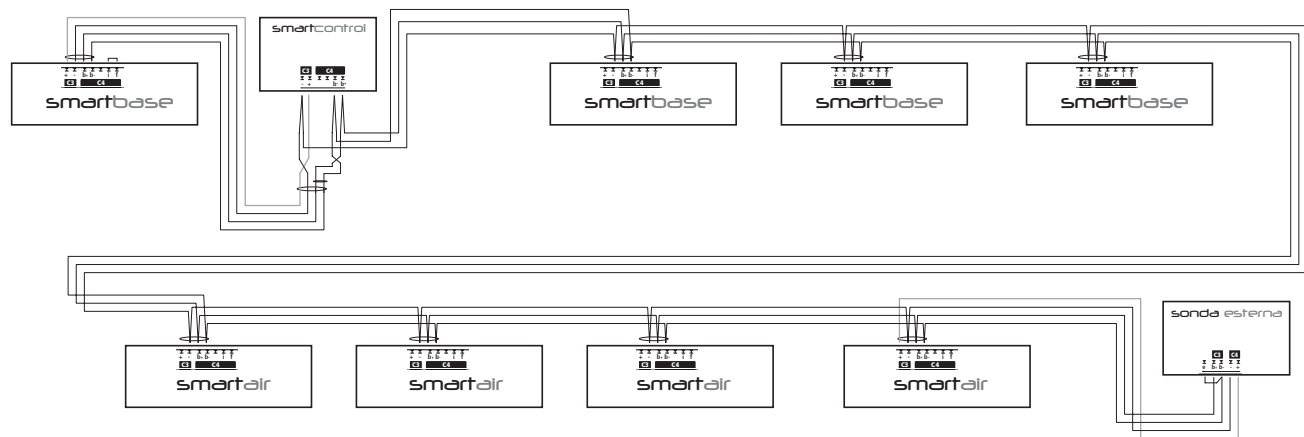 smartcontrol
C3 C4
- + b+ b-
+ - b+ b- i f
C3 C4
smartbase
+ - b+ b- i f
C3 C4
smartbase
+ - b+ b- i f
C3 C4
smartbase
+ - b+ b- i f
C3 C4
smartbase
sonda esterna
C3 C4
e b+ b- - +
+ - b+ b- i f
C3 C4
smartair
+ - b+ b- i f
C3 C4
smartair
+ - b+ b- i f
C3 C4
smartair
+ - b+ b- i f
C3 C4
smartair